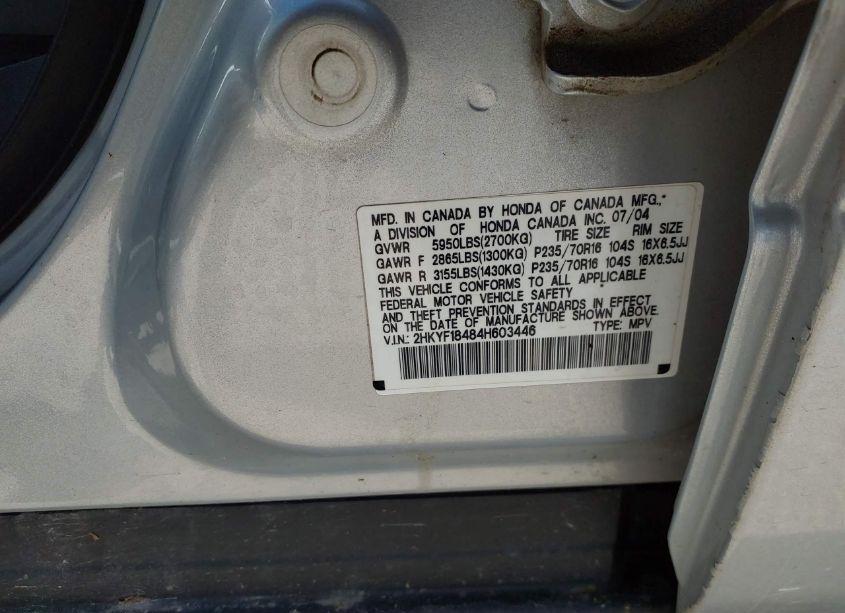 MFD. IN CANADA BY HONDA OF CANADA MFG.,
A DIVISION OF HONDA CANADA INC. 07/04
GVWR 5950LBS(2700KG) TIRE SIZE RIM SIZE
GAWR F 2865LBS(1300KG) P235/70R16 104S 16X6.5JJ
GAWR R 3155LBS(1430KG) P235/70R16 104S 16X6.5JJ
THIS VEHICLE CONFORMS TO ALL APPLICABLE
FEDERAL MOTOR VEHICLE SAFETY
AND THEFT PREVENTION STANDARDS IN EFFECT
ON THE DATE OF MANUFACTURE SHOWN ABOVE.
V.I.N.: 2HKYF18484H603446 TYPE: MPV